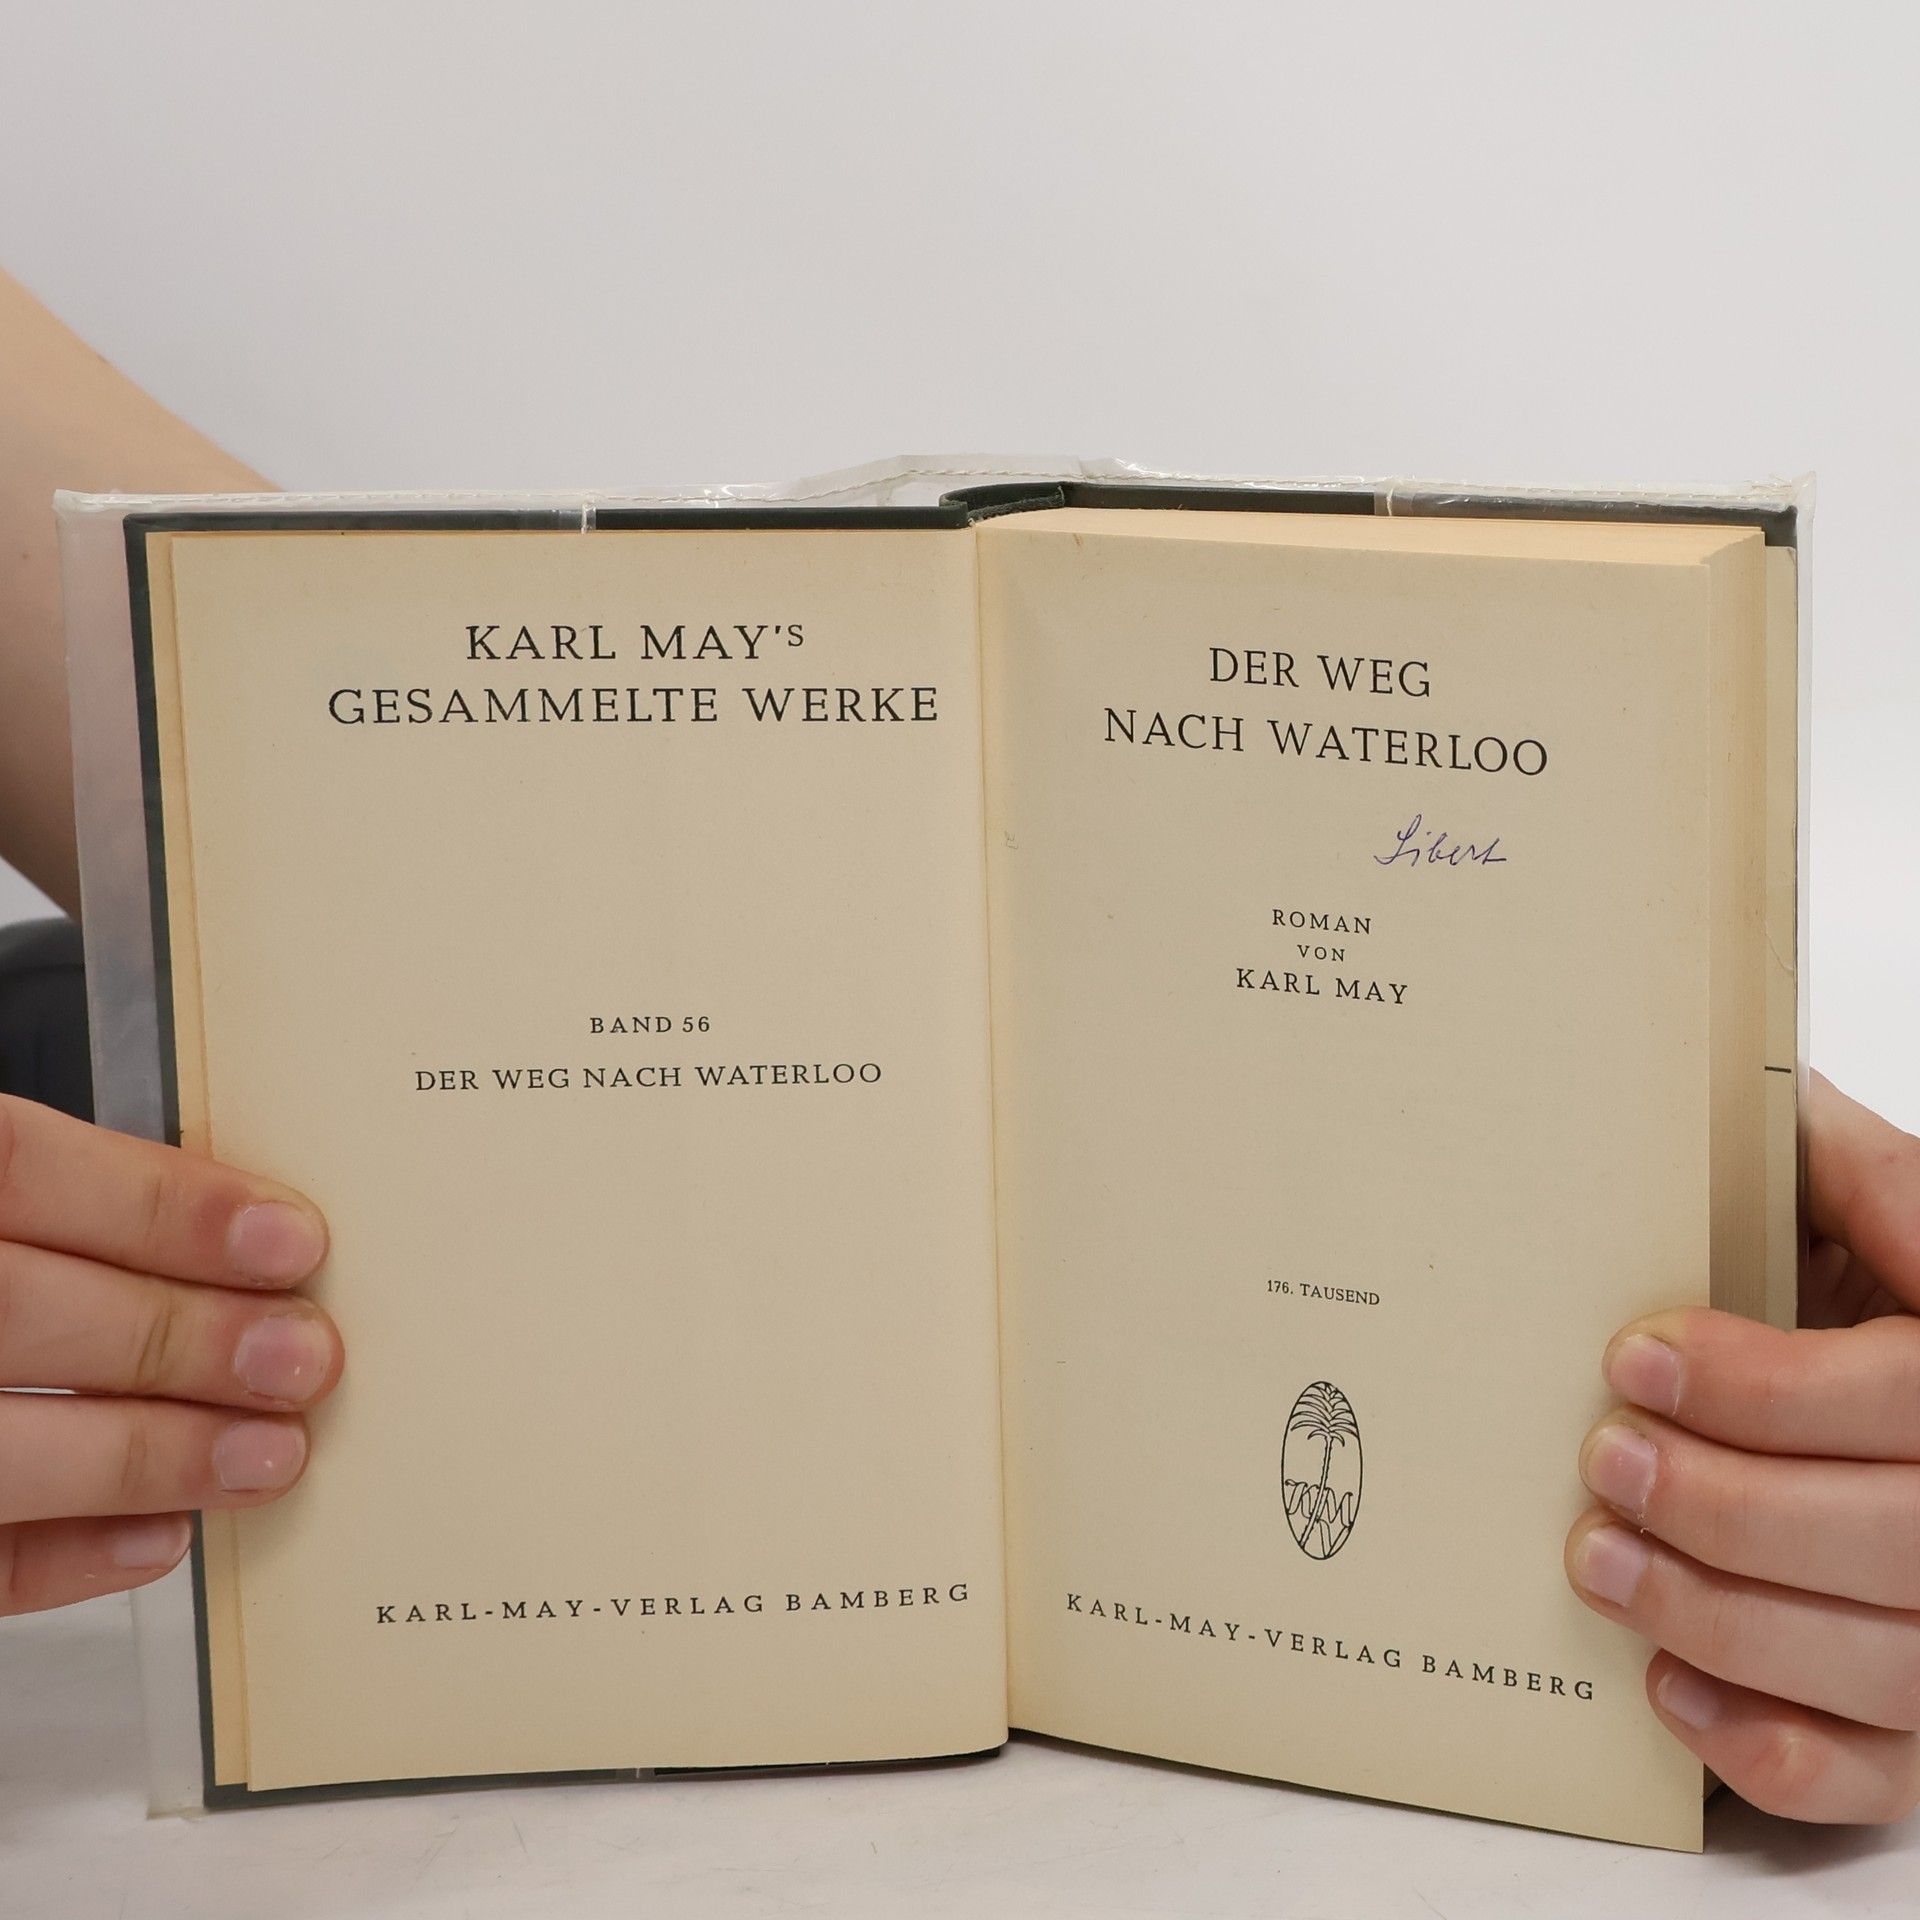 KARL MAY'S
GESAMMELTE WERKE
BAND 56
DER WEG NACH WATERLOO
KARL-MAY-VERLAG BAMBERG
DER WEG
NACH WATERLOO
Libert
ROMAN
VON
KARL MAY
176. TAUSEND
KMV
KARL-MAY-VERLAG BAMBERG